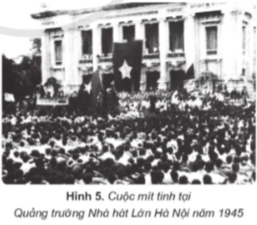 Hình 5. Cuộc mít tinh tại
Quảng trường Nhà hát Lớn Hà Nội năm 1945